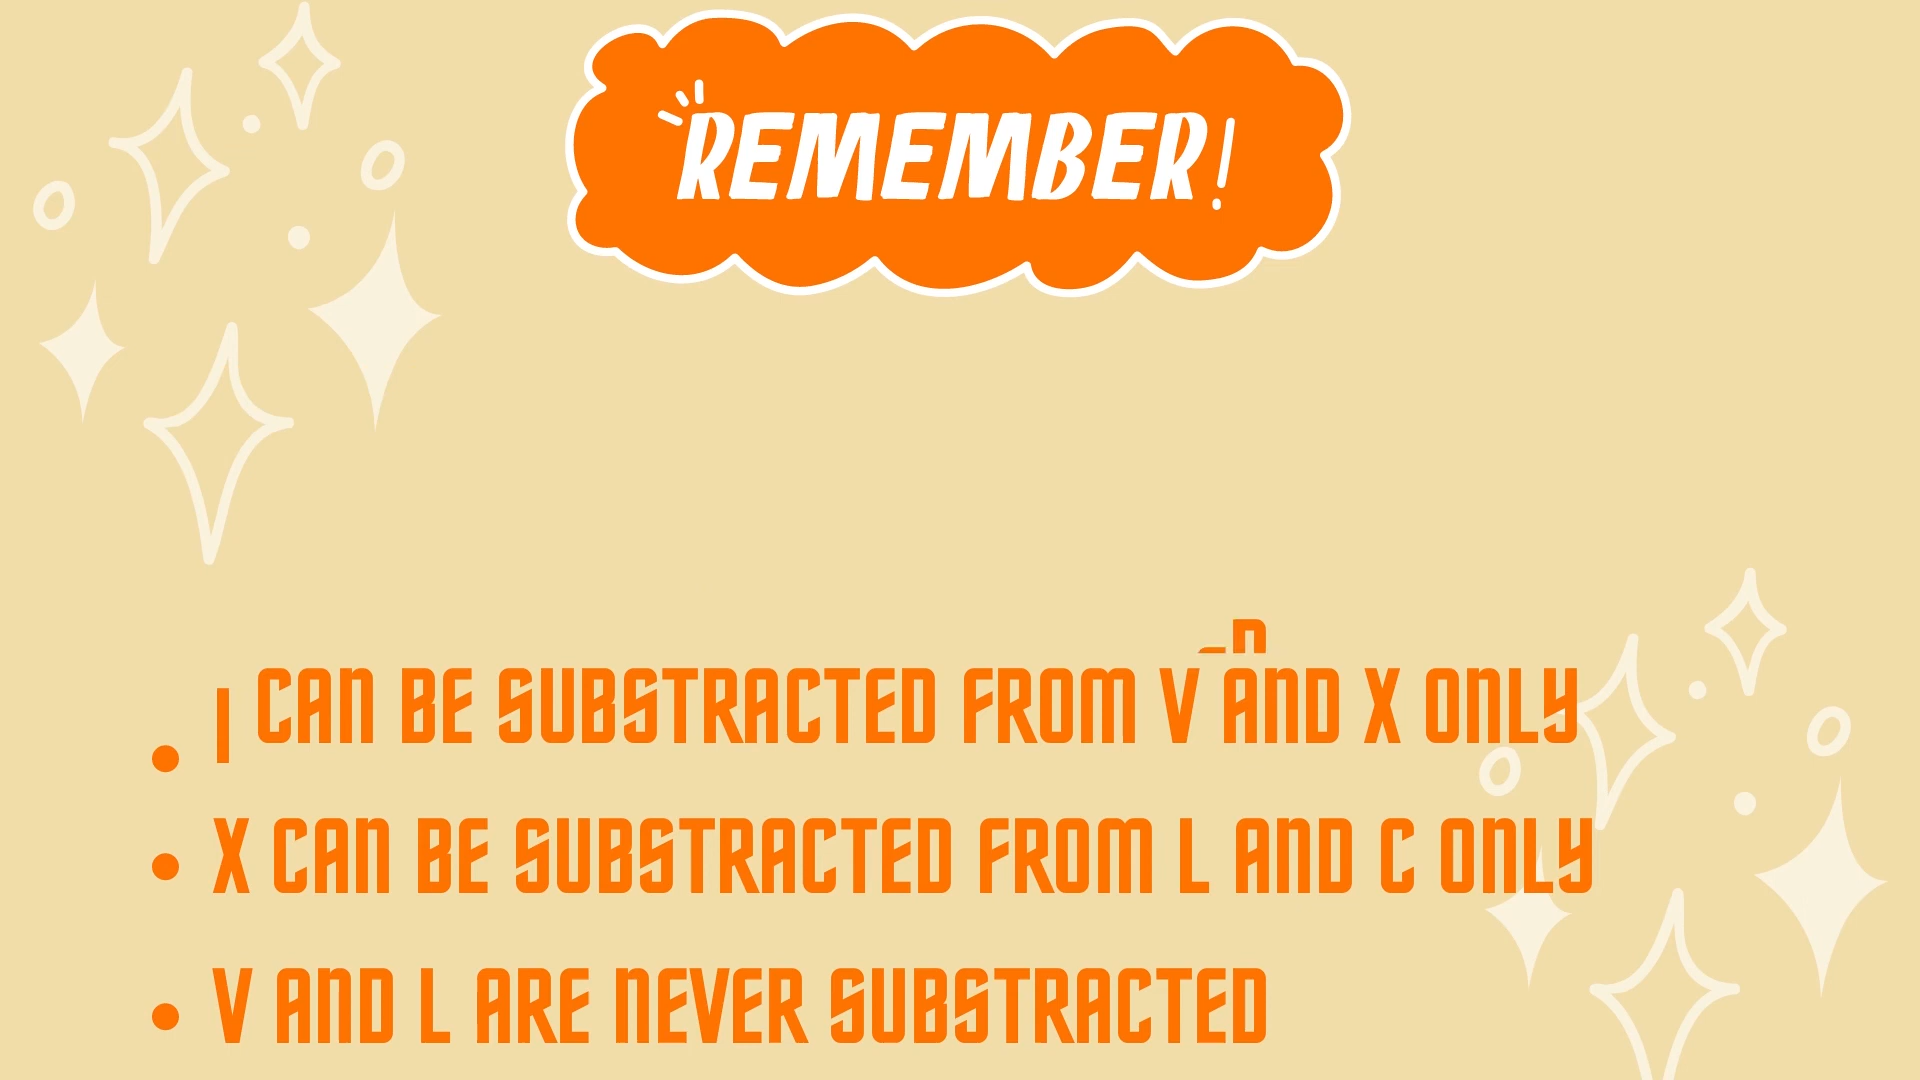 REMEMBER!
I CAN BE SUBSTRACTED FROM V AND X ONLY
X CAN BE SUBSTRACTED FROM L AND C ONLY
V AND L ARE NEVER SUBSTRACTED